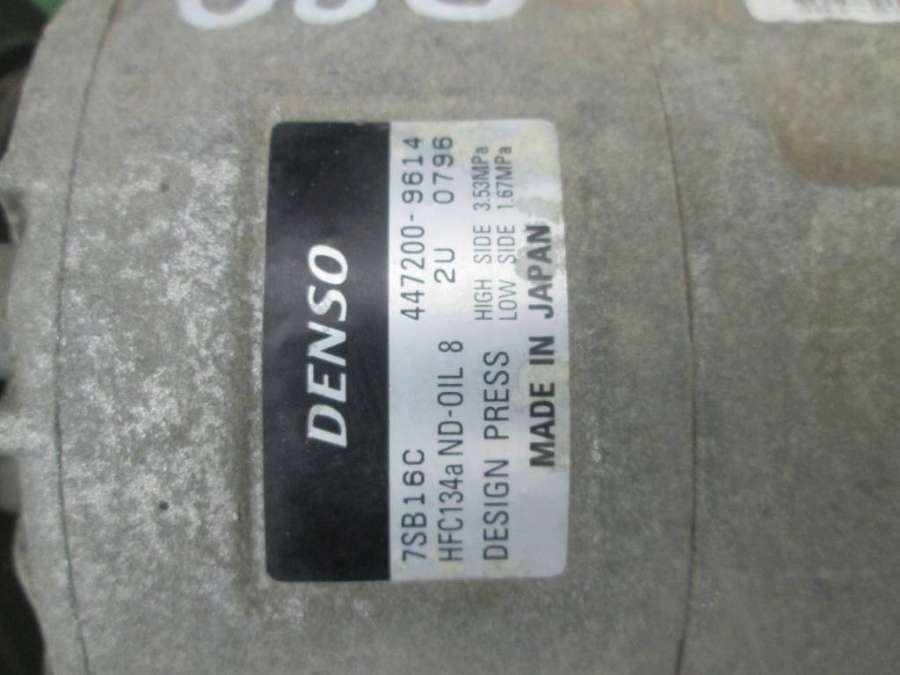 DENSO
7SB16C 447200-9614
HFC134a ND-OIL 8 2U 0796
DESIGN PRESS HIGH SIDE 3.53MPa
LOW SIDE 1.67MPa
MADE IN JAPAN